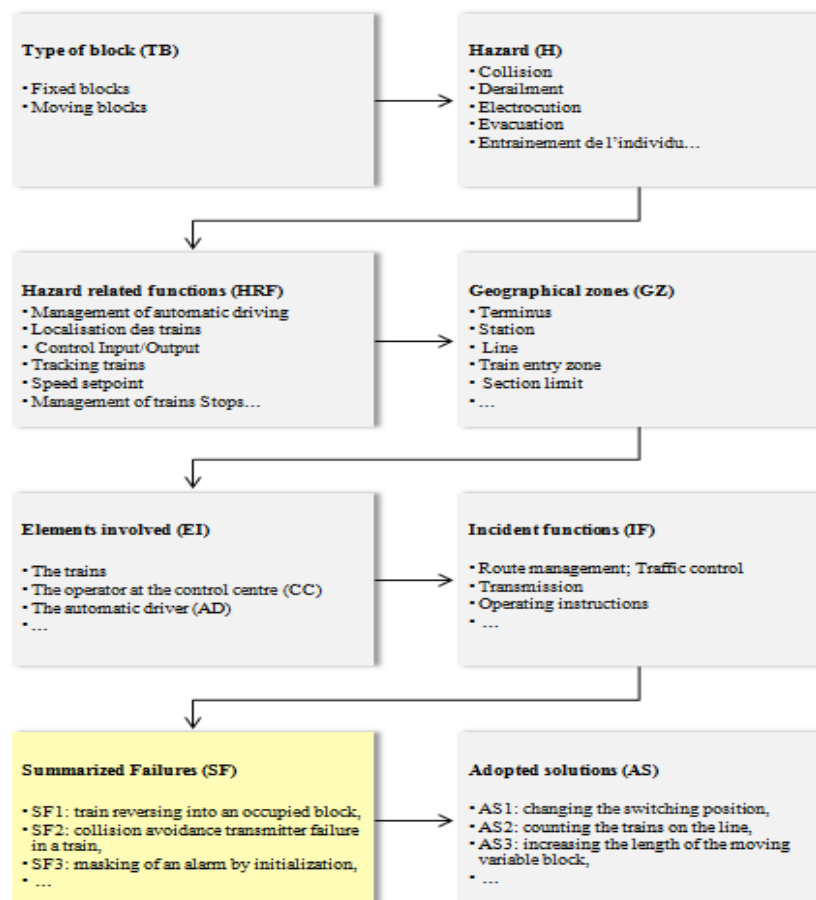 Type of block (TB)
• Fixed blocks
• Moving blocks
Hazard (H)
• Collision
• Derailment
• Electrocution
• Evacuation
• Entrainement de l'individu…
Hazard related functions (HRF)
• Management of automatic driving
• Localisation des trains
• Control Input/Output
• Tracking trains
• Speed setpoint
• Management of trains Stops…
Geographical zones (GZ)
• Terminus
• Station
• Line
• Train entry zone
• Section limit
• …
Elements involved (EI)
• The trains
• The operator at the control centre (CC)
• The automatic driver (AD)
• …
Incident functions (IF)
• Route management; Traffic control
• Transmission
• Operating instructions
• …
Summarized Failures (SF)
• SF1: train reversing into an occupied block,
• SF2: collision avoidance transmitter failure
in a train,
• SF3: masking of an alarm by initialization,
• …
Adopted solutions (AS)
• AS1: changing the switching position,
• AS2: counting the trains on the line,
• AS3: increasing the length of the moving
variable block,
• …